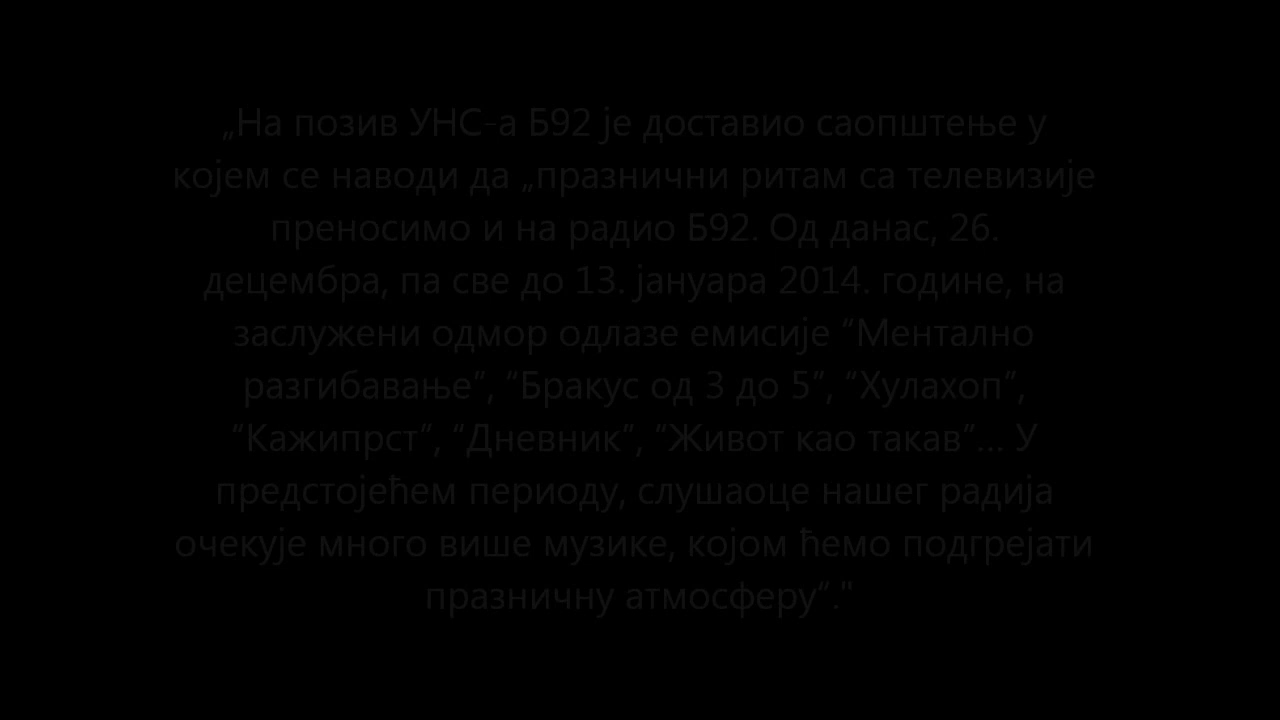 „На позив УНС-а Б92 је доставио саопштење у
којем се наводи да „празнични ритам са телевизије
преносимо и на радио Б92. Од данас, 26.
децембра, па све до 13. јануара 2014. године, на
заслужени одмор одлазе емисије “Ментално
разгибавање”, “Бракус од 3 до 5”, “Хулахоп”,
“Кажипрст”, “Дневник”, “Живот као такав”... У
предстојећем периоду, слушаоце нашег радија
очекује много више музике, којом ћемо подгрејати
празничну атмосферу“."